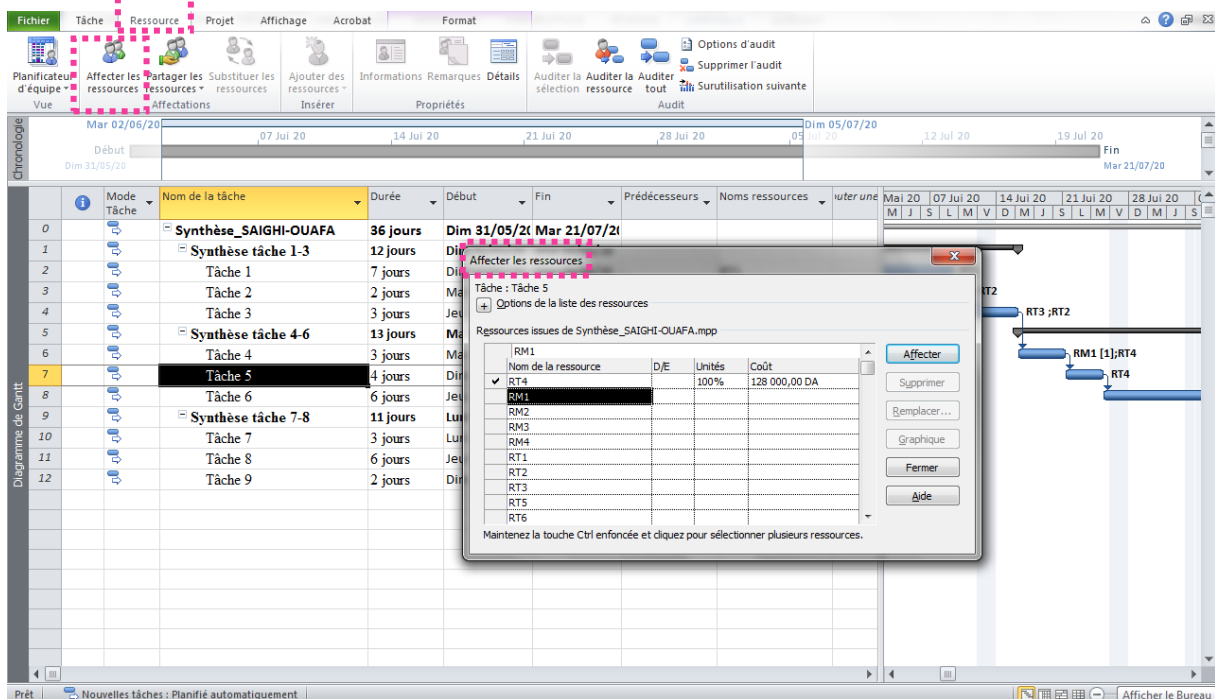 Fichier Tâche Ressource Projet Affichage Acrobat Format
Planificateur d'équipe
Affecter les ressources
Partager les ressources
Substituer les ressources
Ajouter des ressources
Informations Remarques Détails
Auditer la sélection
Auditer la ressource
Auditer tout
Options d'audit
Supprimer l'audit
Surutilisation suivante
Vue Affectations Insérer Propriétés Audit
Chronologie
Mar 02/06/20 Dim 05/07/20
07 Jui 20 14 Jui 20 21 Jui 20 28 Jui 20 05 Jul 20 12 Jul 20 19 Jul 20
Début
Dim 31/05/20
Fin
Mar 21/07/20
Diagramme de Gantt
Mode Tâche Nom de la tâche Durée Début Fin Prédécesseurs Noms ressources outer une
Mai 20 07 Jui 20 14 Jui 20 21 Jui 20 28 Jui 20
M J S L M V D M J S L M V D M J S
0 Synthèse_SAIGHI-OUAFA 36 jours Dim 31/05/20 Mar 21/07/20
1 Synthèse tâche 1-3 12 jours
2 Tâche 1 7 jours
3 Tâche 2 2 jours
4 Tâche 3 3 jours
5 Synthèse tâche 4-6 13 jours
6 Tâche 4 3 jours
7 Tâche 5 4 jours
8 Tâche 6 6 jours
9 Synthèse tâche 7-8 11 jours
10 Tâche 7 3 jours
11 Tâche 8 6 jours
12 Tâche 9 2 jours
RT2
RT3 ;RT2
RM1 [1];RT4
RT4
Affecter les ressources
Tâche : Tâche 5
+ Options de la liste des ressources
Ressources issues de Synthèse_SAIGHI-OUAFA.mpp
RM1
Nom de la ressource D/E Unités Coût
RT4 100% 128 000,00 DA
RM1
RM2
RM3
RM4
RT1
RT2
RT3
RT5
RT6
Affecter
Supprimer
Remplacer...
Graphique
Fermer
Aide
Maintenez la touche Ctrl enfoncée et cliquez pour sélectionner plusieurs ressources.
Prêt Nouvelles tâches : Planifié automatiquement
Afficher le Bureau